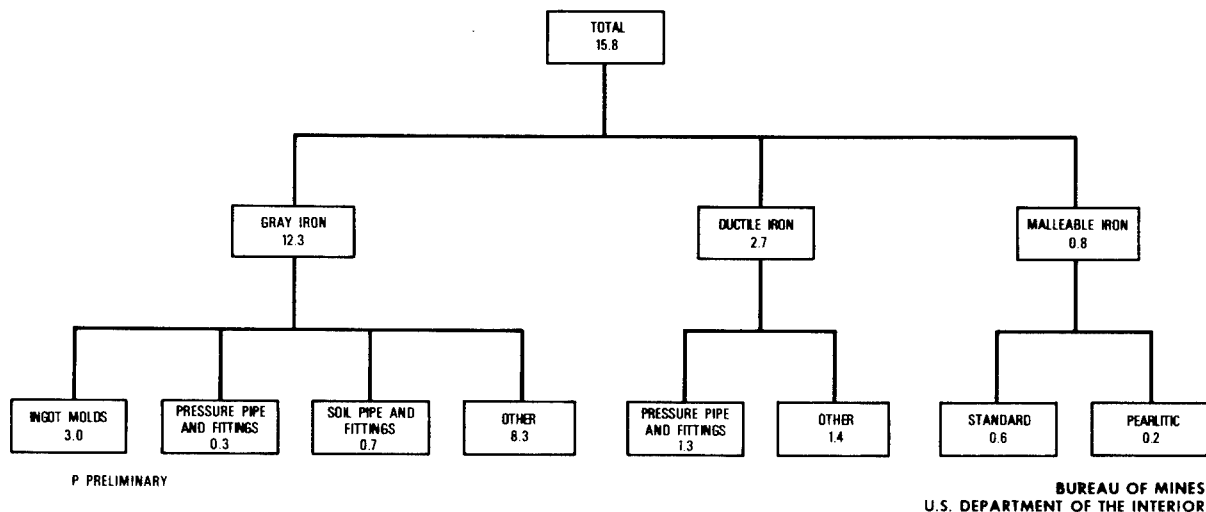 TOTAL
15.8
GRAY IRON
12.3
DUCTILE IRON
2.7
MALLEABLE IRON
0.8
INGOT MOLDS
3.0
PRESSURE PIPE
AND FITTINGS
0.3
SOIL PIPE AND
FITTINGS
0.7
OTHER
8.3
PRESSURE PIPE
AND FITTINGS
1.3
OTHER
1.4
STANDARD
0.6
PEARLITIC
0.2
P PRELIMINARY
BUREAU OF MINES
U.S. DEPARTMENT OF THE INTERIOR